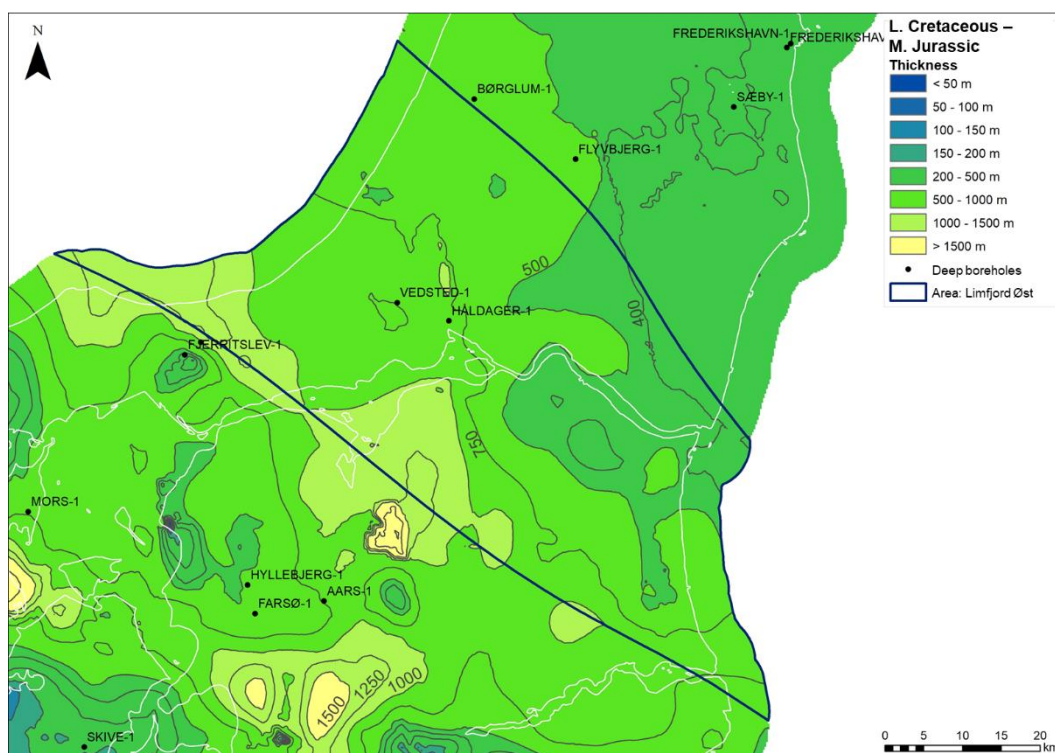 N
L. Cretaceous –
M. Jurassic
Thickness
< 50 m
50 - 100 m
100 - 150 m
150 - 200 m
200 - 500 m
500 - 1000 m
1000 - 1500 m
> 1500 m
Deep boreholes
Area: Limfjord Øst
FREDERIKSHAVN-1
FREDERIKSHAV
BØRGLUM-1
SÆBY-1
FLYVBJERG-1
500
VEDSTED-1
400
HÅLDAGER-1
FJERRITSLEV-1
750
MORS-1
HYLLEBJERG-1
AARS-1
FARSØ-1
1000
1250
1500
SKIVE-1
0 5 10 15 20
km